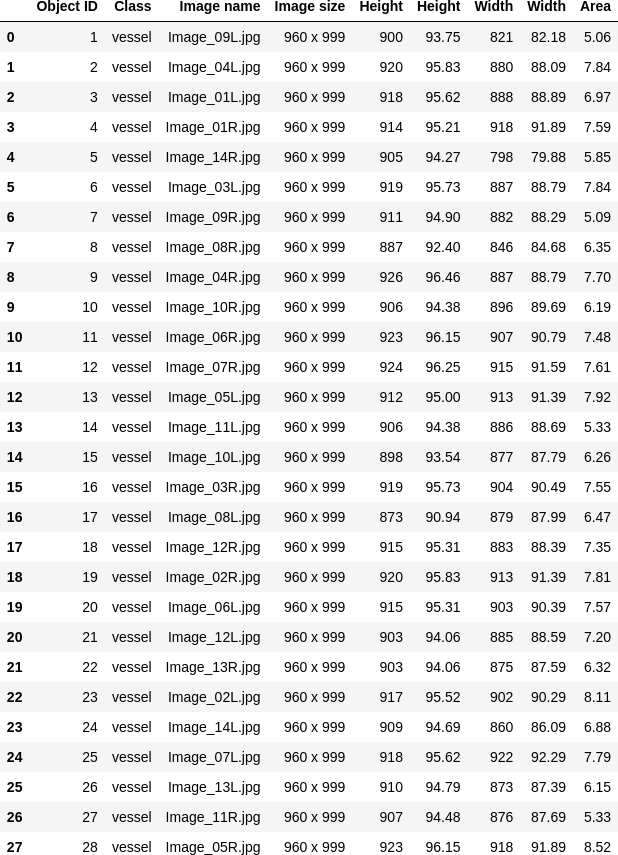 Object ID Class Image name Image size Height Height Width Width Area
0 1 vessel Image_09L.jpg 960 x 999 900 93.75 821 82.18 5.06
1 2 vessel Image_04L.jpg 960 x 999 920 95.83 880 88.09 7.84
2 3 vessel Image_01L.jpg 960 x 999 918 95.62 888 88.89 6.97
3 4 vessel Image_01R.jpg 960 x 999 914 95.21 918 91.89 7.59
4 5 vessel Image_14R.jpg 960 x 999 905 94.27 798 79.88 5.85
5 6 vessel Image_03L.jpg 960 x 999 919 95.73 887 88.79 7.84
6 7 vessel Image_09R.jpg 960 x 999 911 94.90 882 88.29 5.09
7 8 vessel Image_08R.jpg 960 x 999 887 92.40 846 84.68 6.35
8 9 vessel Image_04R.jpg 960 x 999 926 96.46 887 88.79 7.70
9 10 vessel Image_10R.jpg 960 x 999 906 94.38 896 89.69 6.19
10 11 vessel Image_06R.jpg 960 x 999 923 96.15 907 90.79 7.48
11 12 vessel Image_07R.jpg 960 x 999 924 96.25 915 91.59 7.61
12 13 vessel Image_05L.jpg 960 x 999 912 95.00 913 91.39 7.92
13 14 vessel Image_11L.jpg 960 x 999 906 94.38 886 88.69 5.33
14 15 vessel Image_10L.jpg 960 x 999 898 93.54 877 87.79 6.26
15 16 vessel Image_03R.jpg 960 x 999 919 95.73 904 90.49 7.55
16 17 vessel Image_08L.jpg 960 x 999 873 90.94 879 87.99 6.47
17 18 vessel Image_12R.jpg 960 x 999 915 95.31 883 88.39 7.35
18 19 vessel Image_02R.jpg 960 x 999 920 95.83 913 91.39 7.81
19 20 vessel Image_06L.jpg 960 x 999 915 95.31 903 90.39 7.57
20 21 vessel Image_12L.jpg 960 x 999 903 94.06 885 88.59 7.20
21 22 vessel Image_13R.jpg 960 x 999 903 94.06 875 87.59 6.32
22 23 vessel Image_02L.jpg 960 x 999 917 95.52 902 90.29 8.11
23 24 vessel Image_14L.jpg 960 x 999 909 94.69 860 86.09 6.88
24 25 vessel Image_07L.jpg 960 x 999 918 95.62 922 92.29 7.79
25 26 vessel Image_13L.jpg 960 x 999 910 94.79 873 87.39 6.15
26 27 vessel Image_11R.jpg 960 x 999 907 94.48 876 87.69 5.33
27 28 vessel Image_05R.jpg 960 x 999 923 96.15 918 91.89 8.52